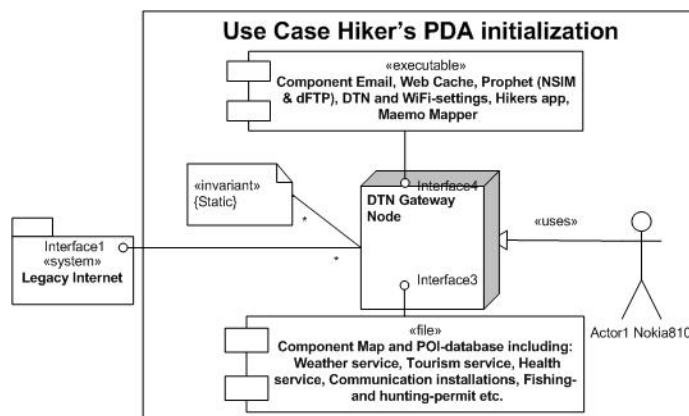 Use Case Hiker's PDA initialization
«executable»
Component Email, Web Cache, Prophet (NSIM
& dFTP), DTN and WiFi-settings, Hikers app,
Maemo Mapper
«invariant»
{Static}
Interface4
DTN Gateway
Node
«uses»
Interface1
«system»
Legacy Internet
*
*
Interface3
Actor1 Nokia810
«file»
Component Map and POI-database including:
Weather service, Tourism service, Health
service, Communication installations, Fishing-
and hunting-permit etc.